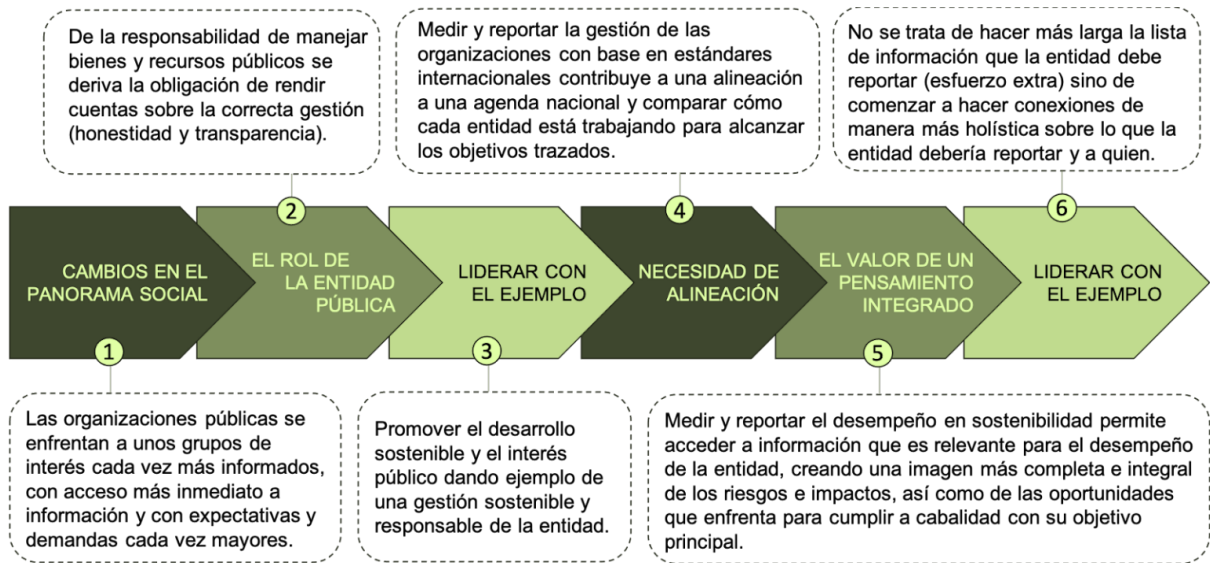 De la responsabilidad de manejar
bienes y recursos públicos se
deriva la obligación de rendir
cuentas sobre la correcta gestión
(honestidad y transparencia).
Medir y reportar la gestión de las
organizaciones con base en estándares
internacionales contribuye a una alineación
a una agenda nacional y comparar cómo
cada entidad está trabajando para alcanzar
los objetivos trazados.
No se trata de hacer más larga la lista
de información que la entidad debe
reportar (esfuerzo extra) sino de
comenzar a hacer conexiones de
manera más holística sobre lo que la
entidad debería reportar y a quien.
2
4
6
CAMBIOS EN EL
PANORAMA SOCIAL
EL ROL DE
LA ENTIDAD
PÚBLICA
LIDERAR CON
EL EJEMPLO
NECESIDAD DE
ALINEACIÓN
EL VALOR DE UN
PENSAMIENTO
INTEGRADO
LIDERAR CON
EL EJEMPLO
1
3
5
Las organizaciones públicas se
enfrentan a unos grupos de
interés cada vez más informados,
con acceso más inmediato a
información y con expectativas y
demandas cada vez mayores.
Promover el desarrollo
sostenible y el interés
público dando ejemplo de
una gestión sostenible y
responsable de la entidad.
Medir y reportar el desempeño en sostenibilidad permite
acceder a información que es relevante para el desempeño
de la entidad, creando una imagen más completa e integral
de los riesgos e impactos, así como de las oportunidades
que enfrenta para cumplir a cabalidad con su objetivo
principal.